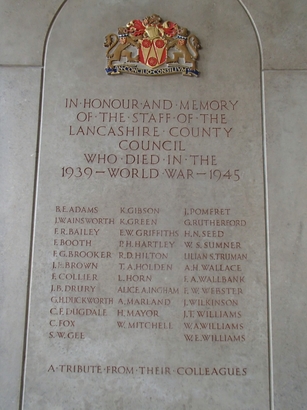 IN CONCILIO CONSILIUM
IN·HONOUR·AND·MEMORY
OF·THE·STAFF·OF·THE
LANCASHIRE·COUNTY
COUNCIL
WHO·DIED·IN·THE
1939—WORLD·WAR—1945
B.E.ADAMS K.GIBSON J.POMFRET
J.W.AINSWORTH K.GREEN G.RUTHERFORD
F.R.BAILEY E.W.GRIFFITHS H.N.SEED
E.BOOTH P.H.HARTLEY W.S.SUMNER
F.G.BROOKER R.D.HILTON LILIAN S.TRUMAN
J.E.BROWN T.A.HOLDEN A.H.WALLACE
F.COLLIER L.HORN F.A.WALLBANK
J.B.DRURY ALICE A.INGHAM F.W.WEBSTER
G.H.DUCKWORTH A.MARLAND J.WILKINSON
C.F.DUGDALE H.MAYOR J.T.WILLIAMS
C.FOX W.MITCHELL W.A.WILLIAMS
S.W.GEE W.E.WILLIAMS
A·TRIBUTE·FROM·THEIR·COLLEAGUES